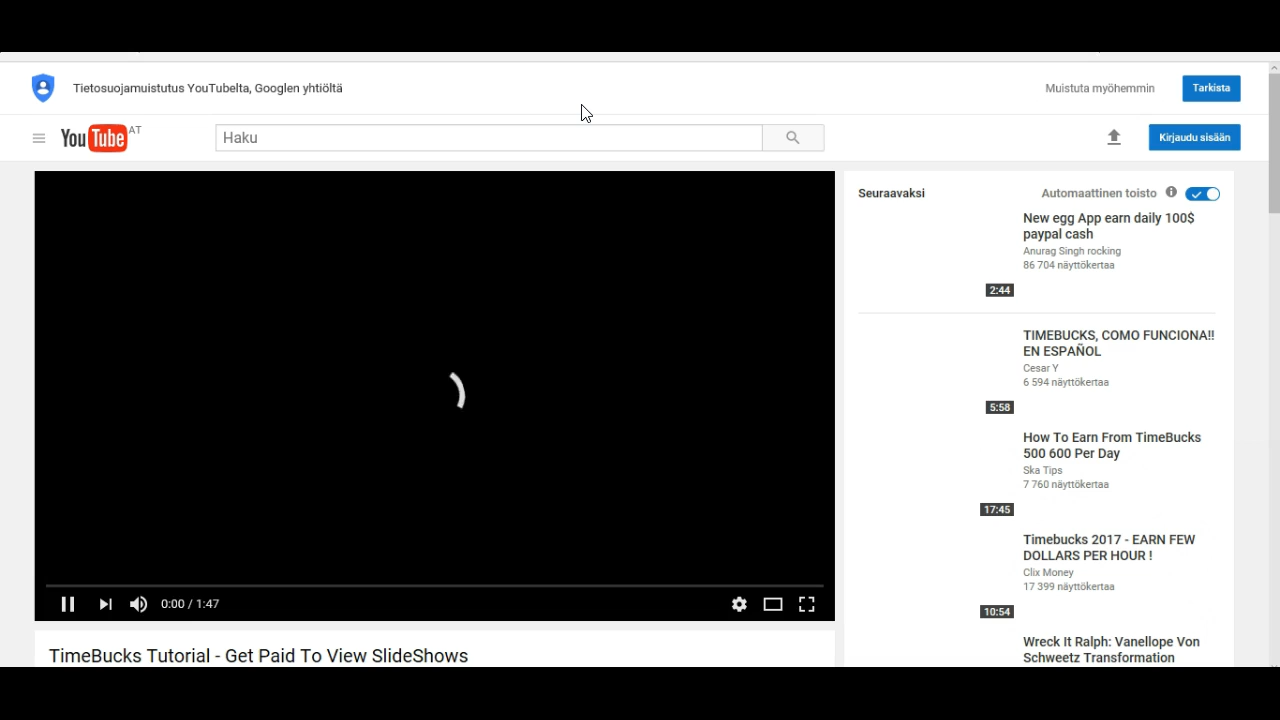 Tietosuojamuistutus YouTubelta, Googlen yhtiöltä
Muistuta myöhemmin
Tarkista
YouTube AT
Haku
Kirjaudu sisään
Seuraavaksi
Automaattinen toisto
New egg App earn daily 100$
paypal cash
Anurag Singh rocking
86 704 näyttökertaa
2:44
TIMEBUCKS, COMO FUNCIONA!!
EN ESPAÑOL
Cesar Y
6 594 näyttökertaa
5:58
How To Earn From TimeBucks
500 600 Per Day
Ska Tips
7 760 näyttökertaa
17:45
Timebucks 2017 - EARN FEW
DOLLARS PER HOUR !
Clix Money
17 399 näyttökertaa
10:54
Wreck It Ralph: Vanellope Von
Schweetz Transformation
0:00 / 1:47
TimeBucks Tutorial - Get Paid To View SlideShows